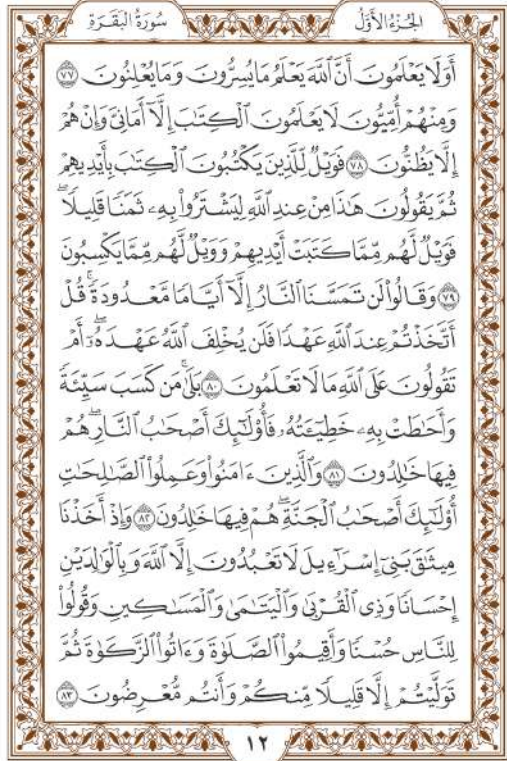 الجُزْءُ الأَوَّلُ
سُورَةُ البَقَرَةِ
أَوَلَا يَعْلَمُونَ أَنَّ ٱللَّهَ يَعْلَمُ مَا يُسِرُّونَ وَمَا يُعْلِنُونَ ٧٧
وَمِنْهُمْ أُمِّيُّونَ لَا يَعْلَمُونَ ٱلْكِتَٰبَ إِلَّآ أَمَانِىَّ وَإِنْ هُمْ
إِلَّا يَظُنُّونَ ٧٨ فَوَيْلٌ لِّلَّذِينَ يَكْتُبُونَ ٱلْكِتَٰبَ بِأَيْدِيهِمْ
ثُمَّ يَقُولُونَ هَٰذَا مِنْ عِندِ ٱللَّهِ لِيَشْتَرُوا۟ بِهِۦ ثَمَنًا قَلِيلًا ۖ
فَوَيْلٌ لَّهُم مِّمَّا كَتَبَتْ أَيْدِيهِمْ وَوَيْلٌ لَّهُم مِّمَّا يَكْسِبُونَ
٧٩ وَقَالُوا۟ لَن تَمَسَّنَا ٱلنَّارُ إِلَّآ أَيَّامًا مَّعْدُودَةً ۚ قُلْ
أَتَّخَذْتُمْ عِندَ ٱللَّهِ عَهْدًا فَلَن يُخْلِفَ ٱللَّهُ عَهْدَهُۥٓ ۖ أَمْ
تَقُولُونَ عَلَى ٱللَّهِ مَا لَا تَعْلَمُونَ ٨٠ بَلَىٰ ۚ مَن كَسَبَ سَيِّئَةً
وَأَحَٰطَتْ بِهِۦ خَطِيٓـَٔتُهُۥ فَأُو۟لَٰٓئِكَ أَصْحَٰبُ ٱلنَّارِ ۖ هُمْ
فِيهَا خَٰلِدُونَ ٨١ وَٱلَّذِينَ ءَامَنُوا۟ وَعَمِلُوا۟ ٱلصَّٰلِحَٰتِ
أُو۟لَٰٓئِكَ أَصْحَٰبُ ٱلْجَنَّةِ ۖ هُمْ فِيهَا خَٰلِدُونَ ٨٢ وَإِذْ أَخَذْنَا
مِيثَٰقَ بَنِىٓ إِسْرَٰٓءِيلَ لَا تَعْبُدُونَ إِلَّا ٱللَّهَ وَبِٱلْوَٰلِدَيْنِ
إِحْسَانًا وَذِى ٱلْقُرْبَىٰ وَٱلْيَتَٰمَىٰ وَٱلْمَسَٰكِينِ وَقُولُوا۟
لِلنَّاسِ حُسْنًا وَأَقِيمُوا۟ ٱلصَّلَوٰةَ وَءَاتُوا۟ ٱلزَّكَوٰةَ ثُمَّ
تَوَلَّيْتُمْ إِلَّا قَلِيلًا مِّنكُمْ وَأَنتُم مُّعْرِضُونَ ٨٣
١٢